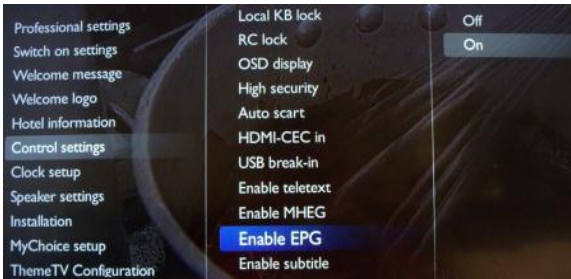 Professional settings
Switch on settings
Welcome message
Welcome logo
Hotel information
Control settings
Clock setup
Speaker settings
Installation
MyChoice setup
ThemeTV Configuration
Local KB lock
RC lock
OSD display
High security
Auto scart
HDMI-CEC in
USB break-in
Enable teletext
Enable MHEG
Enable EPG
Enable subtitle
Off
On